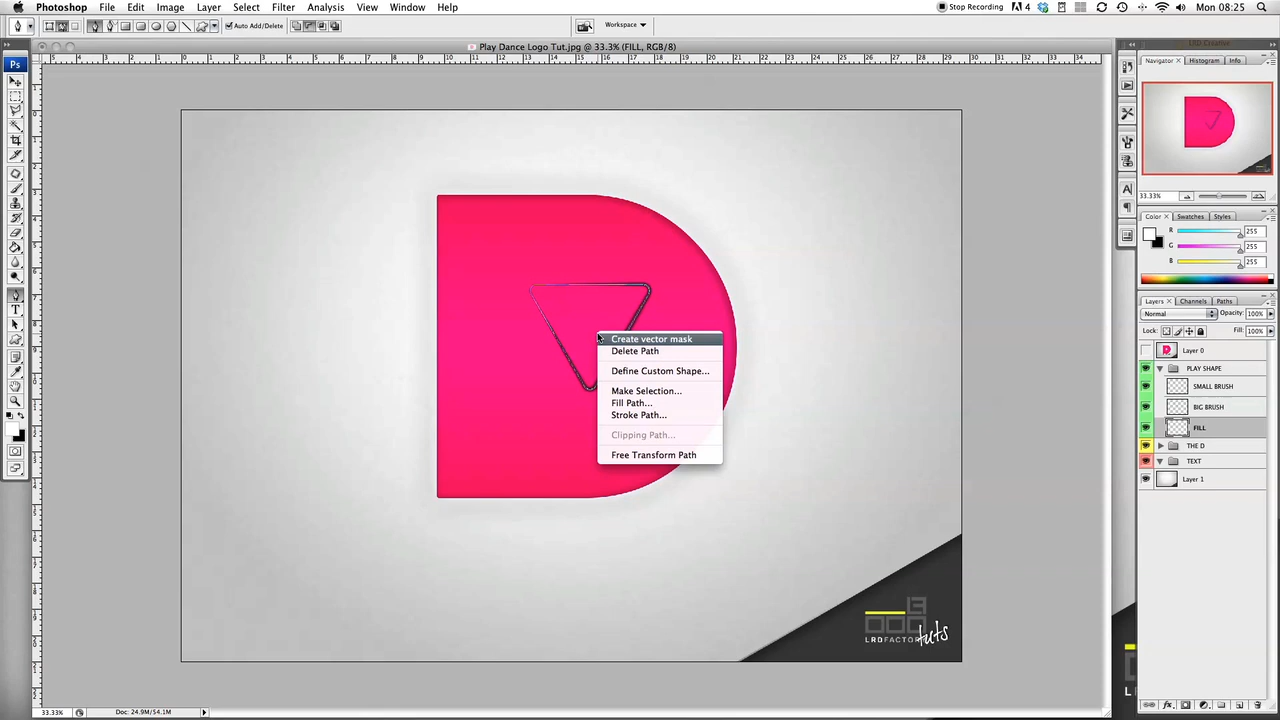 Photoshop File Edit Image Layer Select Filter Analysis View Window Help
Stop Recording 4 Mon 08:25
Auto Add/Delete Workspace
Play Dance Logo Tut.jpg @ 33.3% (FILL, RGB/8)
Ps
Navigator Histogram Info
33.33%
Color Swatches Styles
R 255
G 255
B 255
Layers Channels Paths
Normal Opacity: 100%
Lock: Fill: 100%
Layer 0
PLAY SHAPE
SMALL BRUSH
BIG BRUSH
FILL
THE D
TEXT
Layer 1
Create vector mask
Delete Path
Define Custom Shape...
Make Selection...
Fill Path...
Stroke Path...
Clipping Path...
Free Transform Path
LRDFACTOR
tuts
33.33% Doc: 24.9M/54.1M